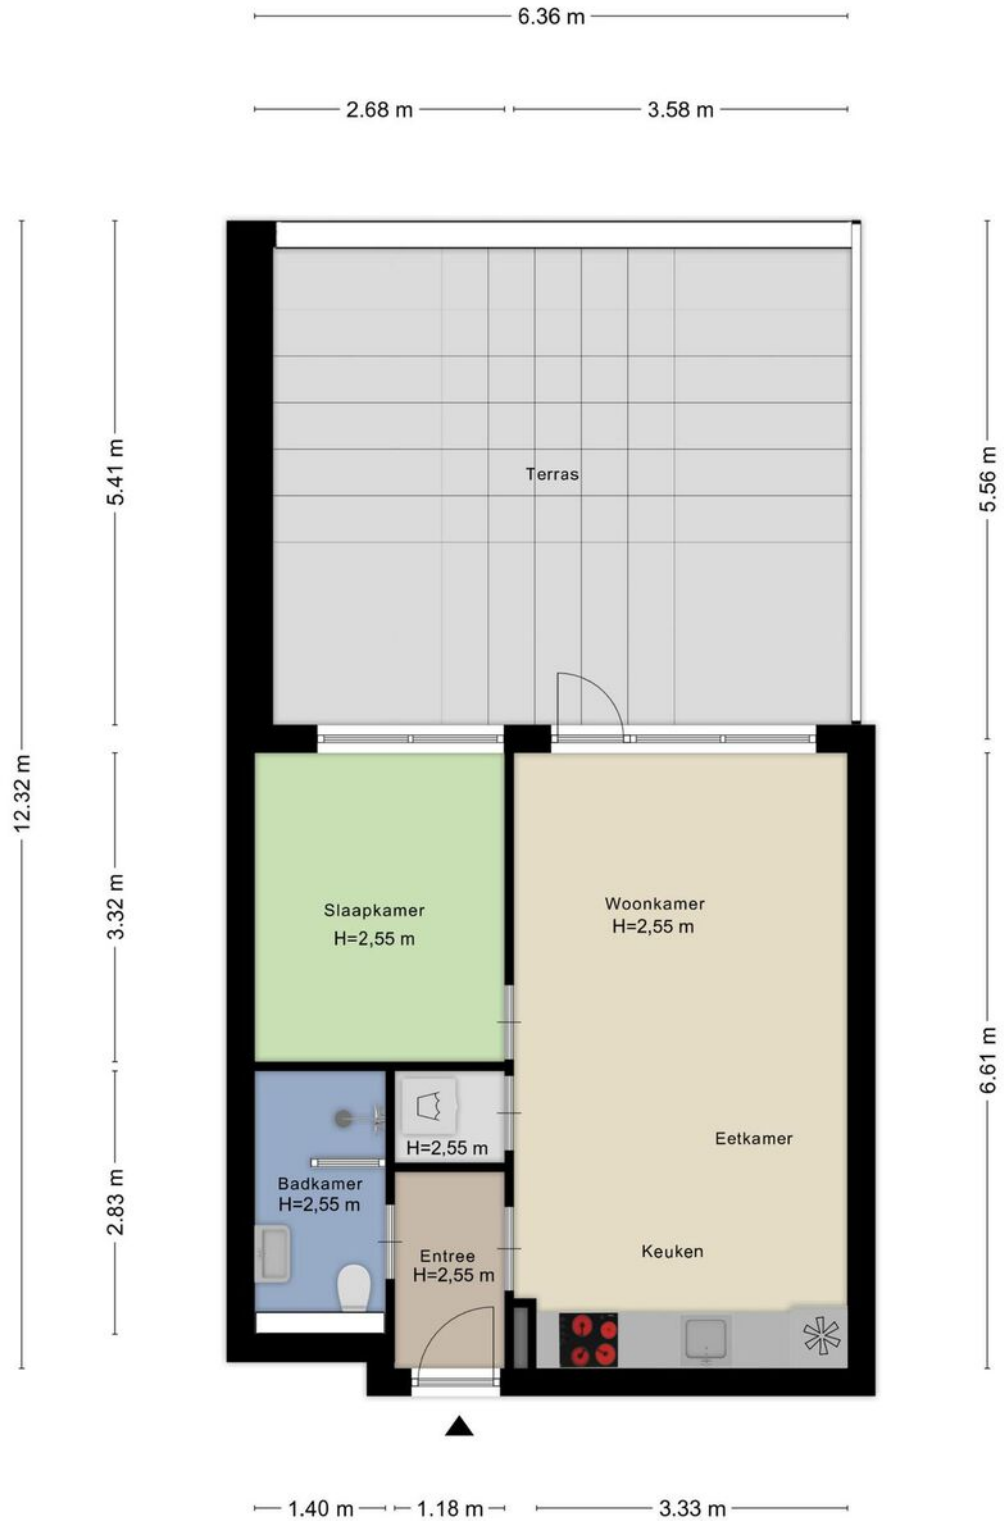 6.36 m
2.68 m
3.58 m
12.32 m
5.41 m
5.56 m
Terras
3.32 m
6.61 m
Slaapkamer
H=2,55 m
Woonkamer
H=2,55 m
2.83 m
H=2,55 m
Eetkamer
Badkamer
H=2,55 m
Entree
H=2,55 m
Keuken
1.40 m
1.18 m
3.33 m